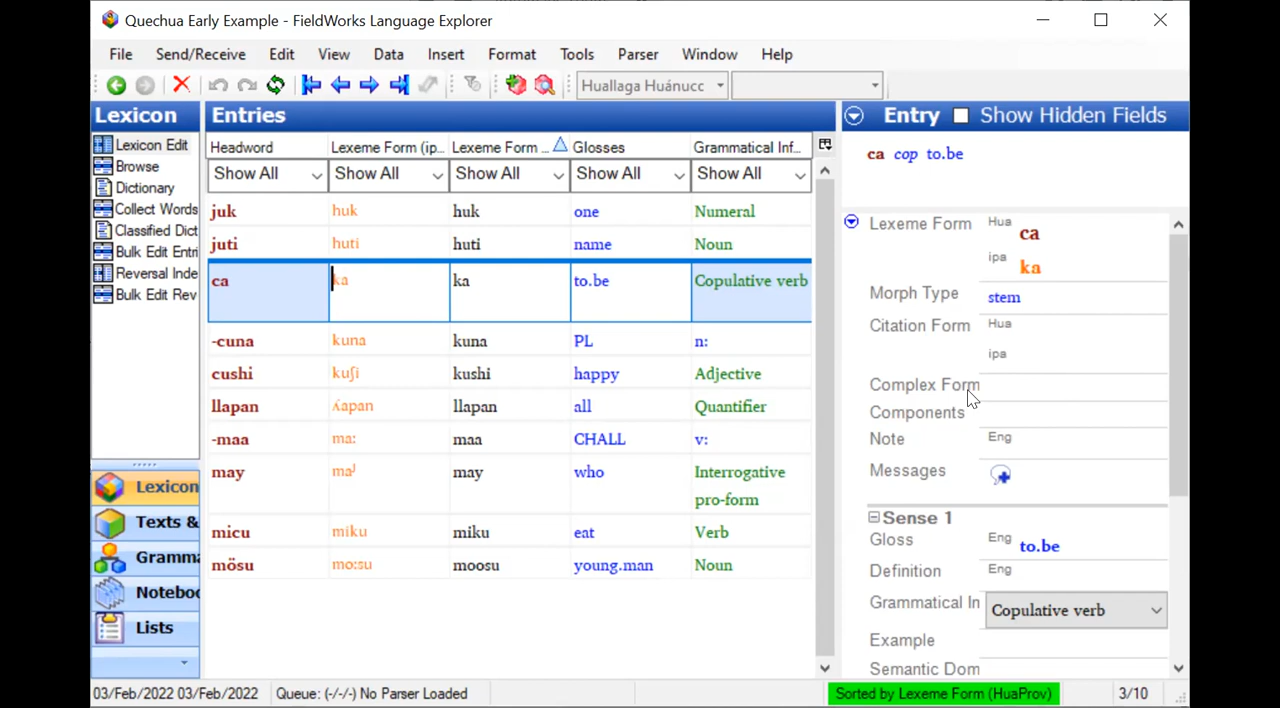 Quechua Early Example - FieldWorks Language Explorer
File Send/Receive Edit View Data Insert Format Tools Parser Window Help
Huallaga Huánucc
Lexicon
Lexicon Edit
Browse
Dictionary
Collect Words
Classified Dict
Bulk Edit Entri
Reversal Inde
Bulk Edit Rev
Lexicon
Texts &
Gramma
Notebo
Lists
Entries
Headword Lexeme Form (ip... Lexeme Form ... Glosses Grammatical Inf...
Show All Show All Show All Show All Show All
juk huk huk one Numeral
juti huti huti name Noun
ca ka ka to.be Copulative verb
-cuna kuna kuna PL n:
cushi kuʃi kushi happy Adjective
llapan ʎapan llapan all Quantifier
-maa maː maa CHALL v:
may maʲ may who Interrogative
pro-form
micu miku miku eat Verb
mösu moːsu moosu young.man Noun
Entry Show Hidden Fields
ca cop to.be
Lexeme Form Hua ca
ipa ka
Morph Type stem
Citation Form Hua
ipa
Complex Form
Components
Note Eng
Messages
Sense 1
Gloss Eng to.be
Definition Eng
Grammatical In Copulative verb
Example
Semantic Dom
03/Feb/2022 03/Feb/2022 Queue: (-/-/-) No Parser Loaded Sorted by Lexeme Form (HuaProv) 3/10